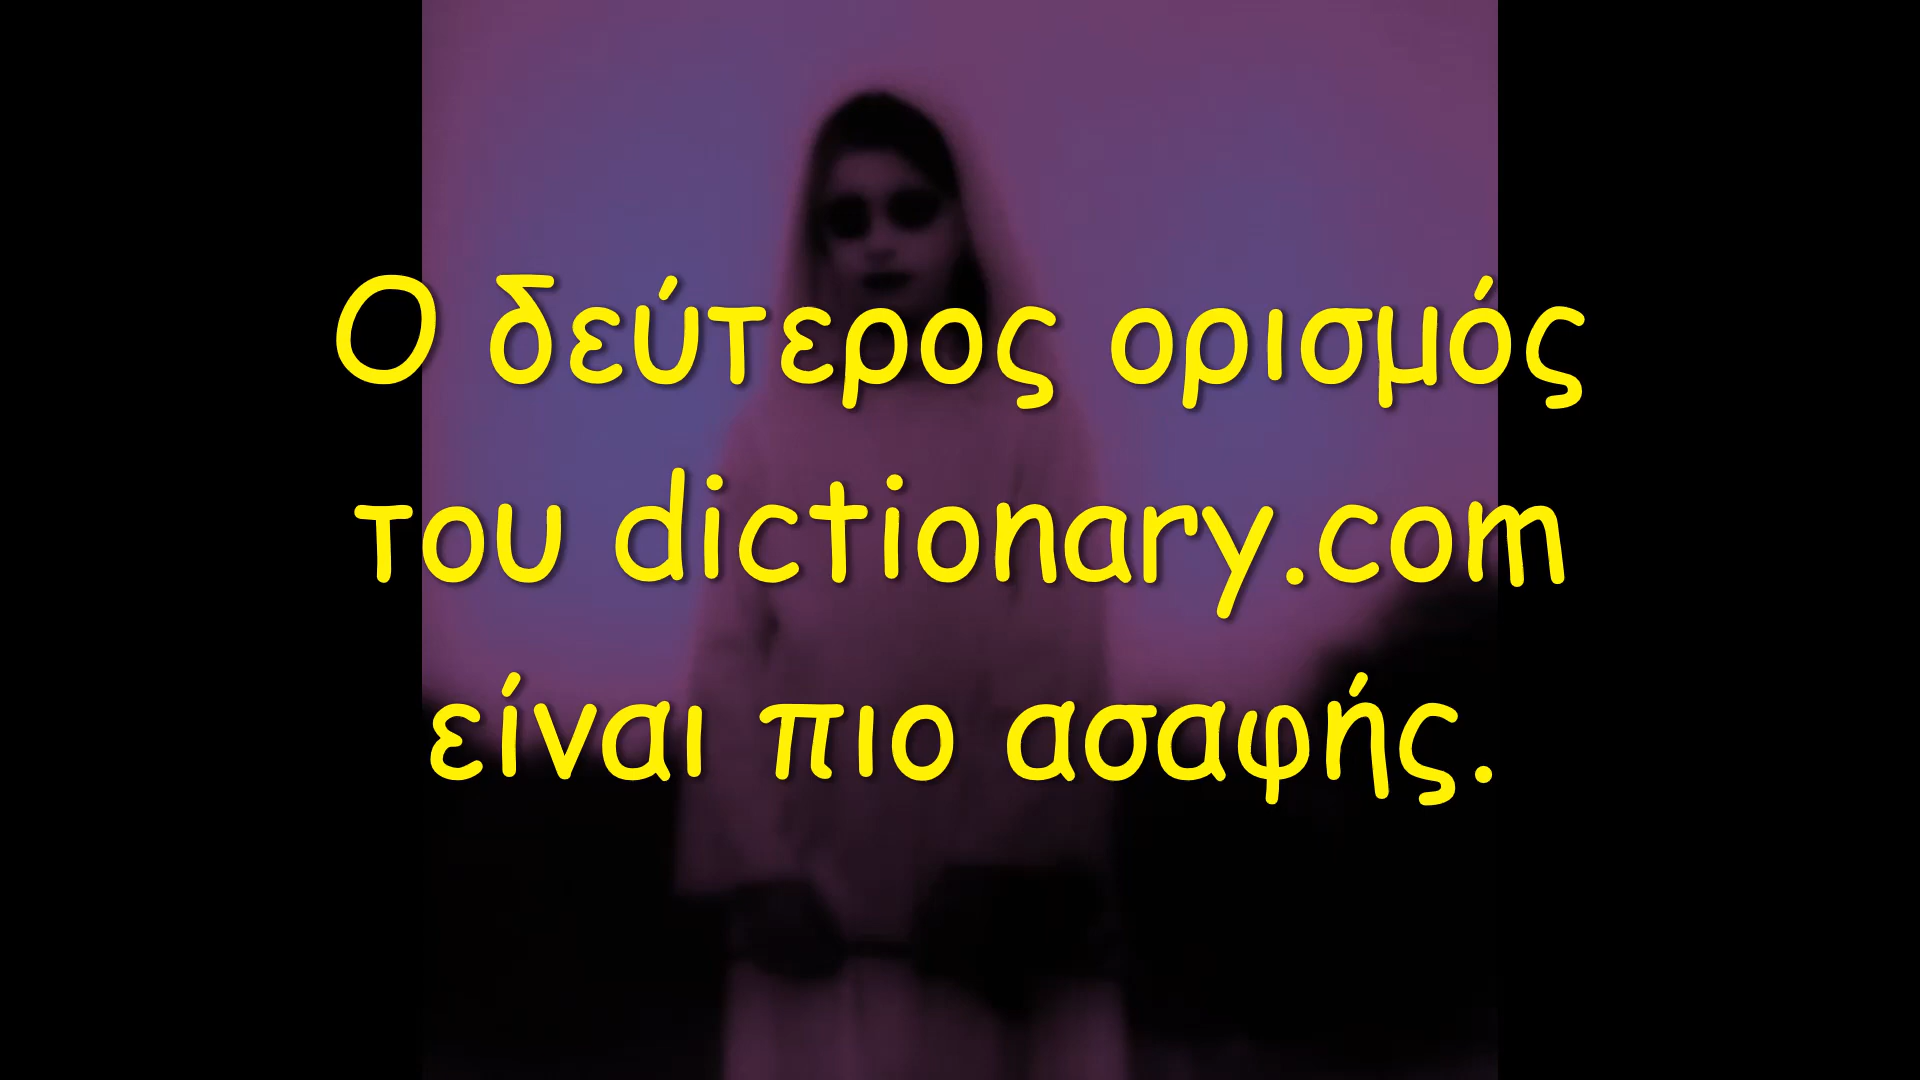 Ο δεύτερος ορισμός
του dictionary.com
είναι πιο ασαφής.